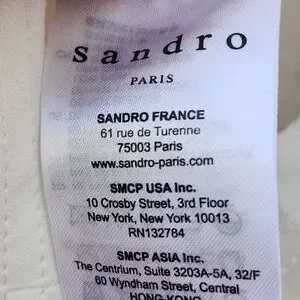 Sandro
PARIS
SANDRO FRANCE
61 rue de Turenne
75003 Paris
www.sandro-paris.com
SMCP USA Inc.
10 Crosby Street, 3rd Floor
New York, New York 10013
RN132784
SMCP ASIA Inc.
The Centrium, Suite 3203A-5A, 32/F
60 Wyndham Street, Central
HONG-KONG